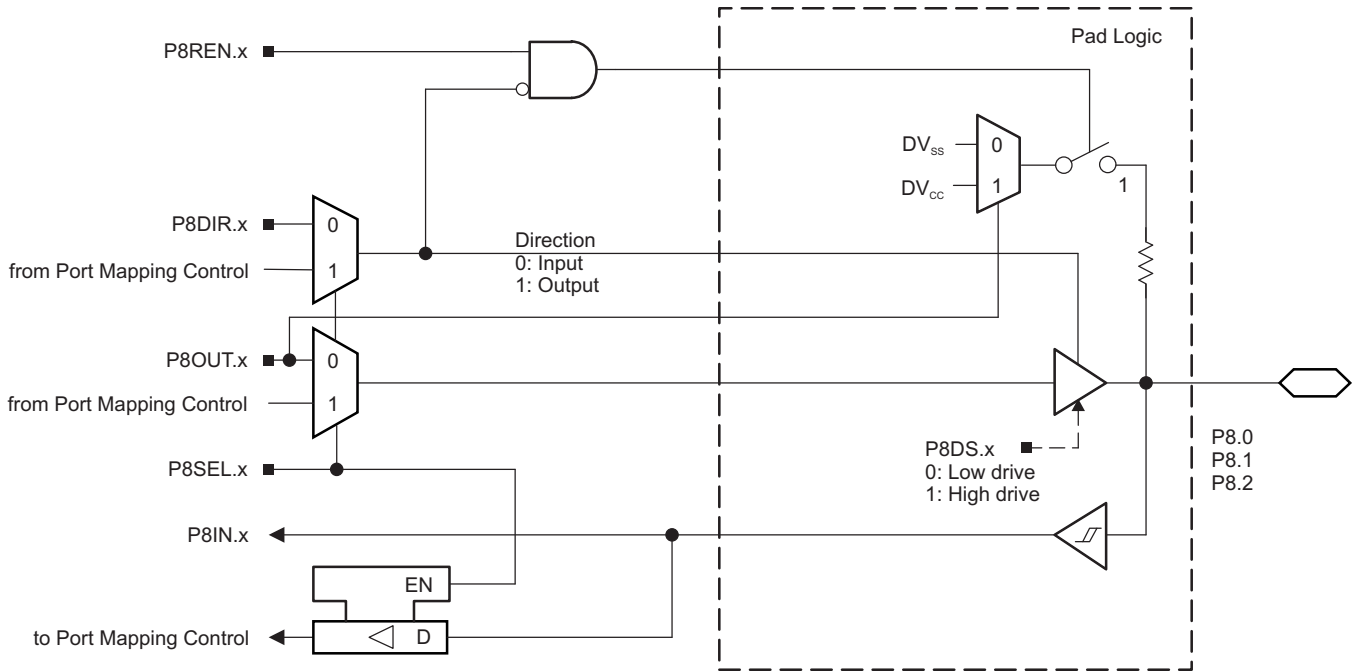 Pad Logic
P8REN.x
DVSS
0
DVCC
1
1
P8DIR.x
0
from Port Mapping Control
1
Direction
0: Input
1: Output
P8OUT.x
0
from Port Mapping Control
1
P8DS.x
0: Low drive
1: High drive
P8.0
P8.1
P8.2
P8SEL.x
P8IN.x
EN
to Port Mapping Control
D